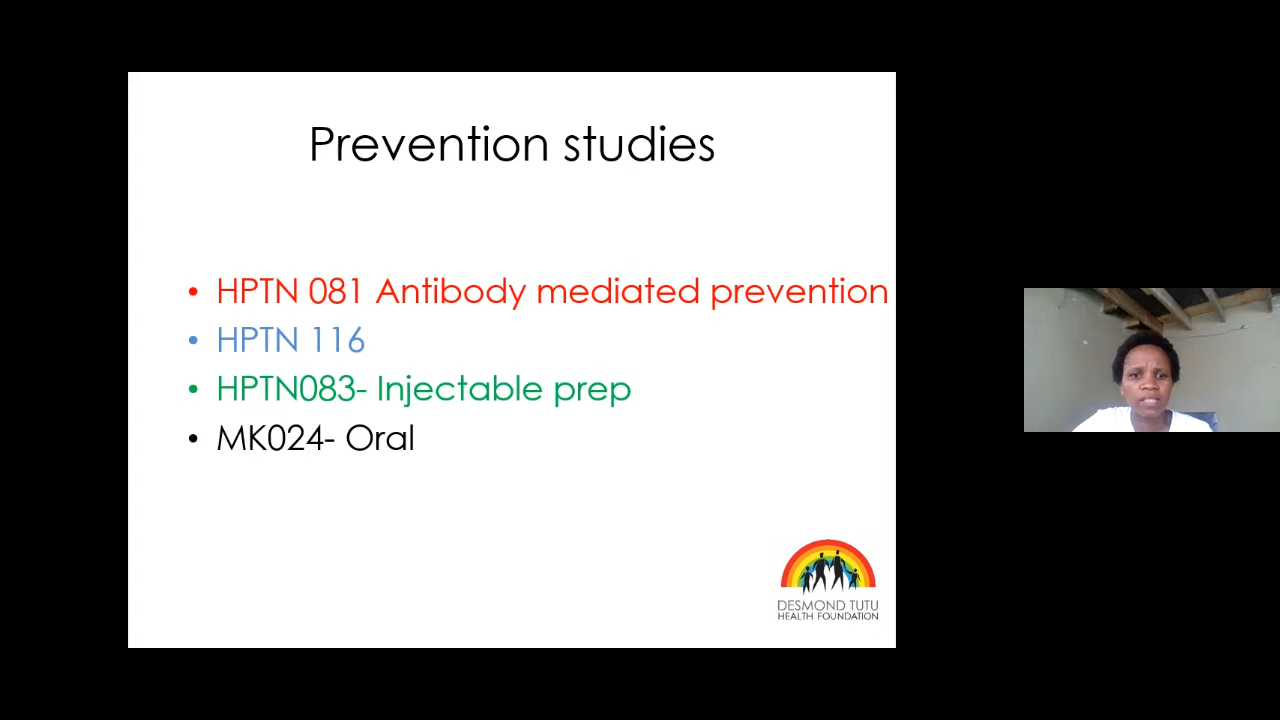 Prevention studies
• HPTN 081 Antibody mediated prevention
• HPTN 116
• HPTN083- Injectable prep
• MK024- Oral
DESMOND TUTU
HEALTH FOUNDATION